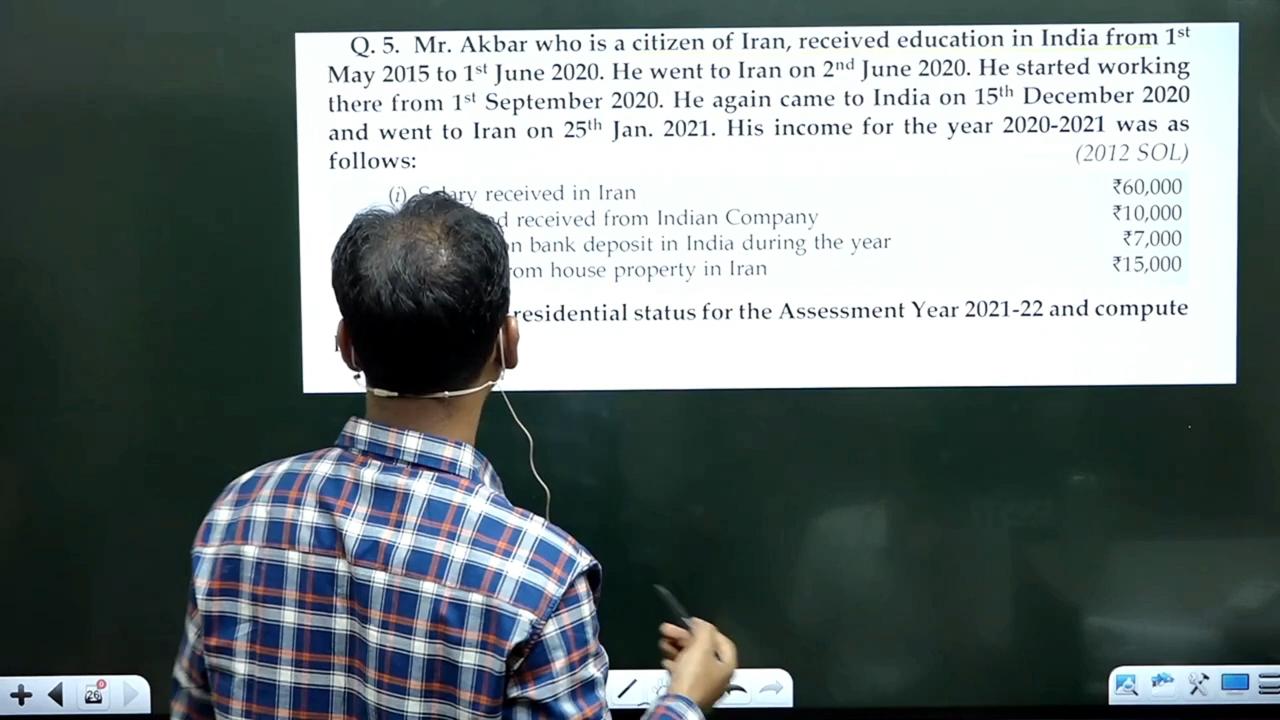 Q. 5. Mr. Akbar who is a citizen of Iran, received education in India from 1st
May 2015 to 1st June 2020. He went to Iran on 2nd June 2020. He started working
there from 1st September 2020. He again came to India on 15th December 2020
and went to Iran on 25th Jan. 2021. His income for the year 2020-2021 was as
follows: (2012 SOL)
(i) Salary received in Iran ₹60,000
received from Indian Company ₹10,000
bank deposit in India during the year ₹7,000
house property in Iran ₹15,000
residential status for the Assessment Year 2021-22 and compute
26